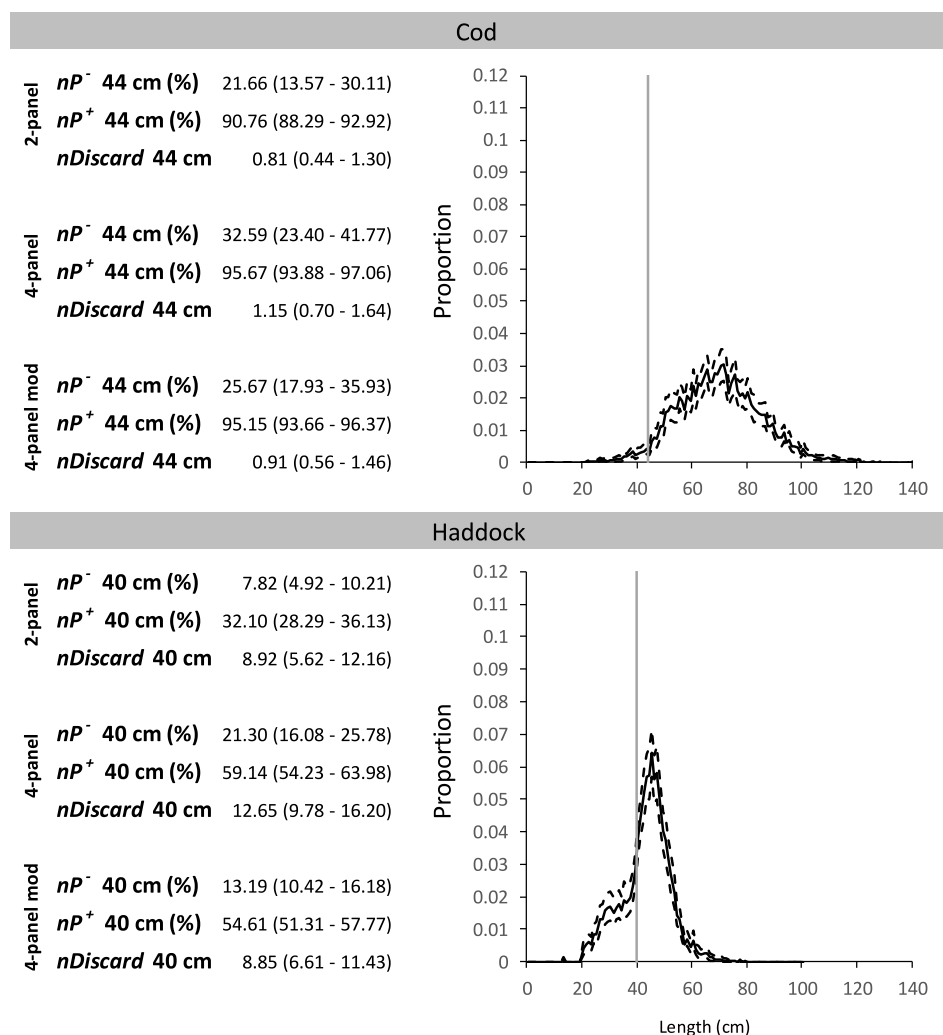 Cod
2-panel
nP⁻ 44 cm (%) 21.66 (13.57 - 30.11)
nP⁺ 44 cm (%) 90.76 (88.29 - 92.92)
nDiscard 44 cm 0.81 (0.44 - 1.30)
4-panel
nP⁻ 44 cm (%) 32.59 (23.40 - 41.77)
nP⁺ 44 cm (%) 95.67 (93.88 - 97.06)
nDiscard 44 cm 1.15 (0.70 - 1.64)
4-panel mod
nP⁻ 44 cm (%) 25.67 (17.93 - 35.93)
nP⁺ 44 cm (%) 95.15 (93.66 - 96.37)
nDiscard 44 cm 0.91 (0.56 - 1.46)
Proportion
0.12
0.11
0.1
0.09
0.08
0.07
0.06
0.05
0.04
0.03
0.02
0.01
0
0 20 40 60 80 100 120 140
Haddock
2-panel
nP⁻ 40 cm (%) 7.82 (4.92 - 10.21)
nP⁺ 40 cm (%) 32.10 (28.29 - 36.13)
nDiscard 40 cm 8.92 (5.62 - 12.16)
4-panel
nP⁻ 40 cm (%) 21.30 (16.08 - 25.78)
nP⁺ 40 cm (%) 59.14 (54.23 - 63.98)
nDiscard 40 cm 12.65 (9.78 - 16.20)
4-panel mod
nP⁻ 40 cm (%) 13.19 (10.42 - 16.18)
nP⁺ 40 cm (%) 54.61 (51.31 - 57.77)
nDiscard 40 cm 8.85 (6.61 - 11.43)
Proportion
0.12
0.11
0.1
0.09
0.08
0.07
0.06
0.05
0.04
0.03
0.02
0.01
0
0 20 40 60 80 100 120 140
Length (cm)